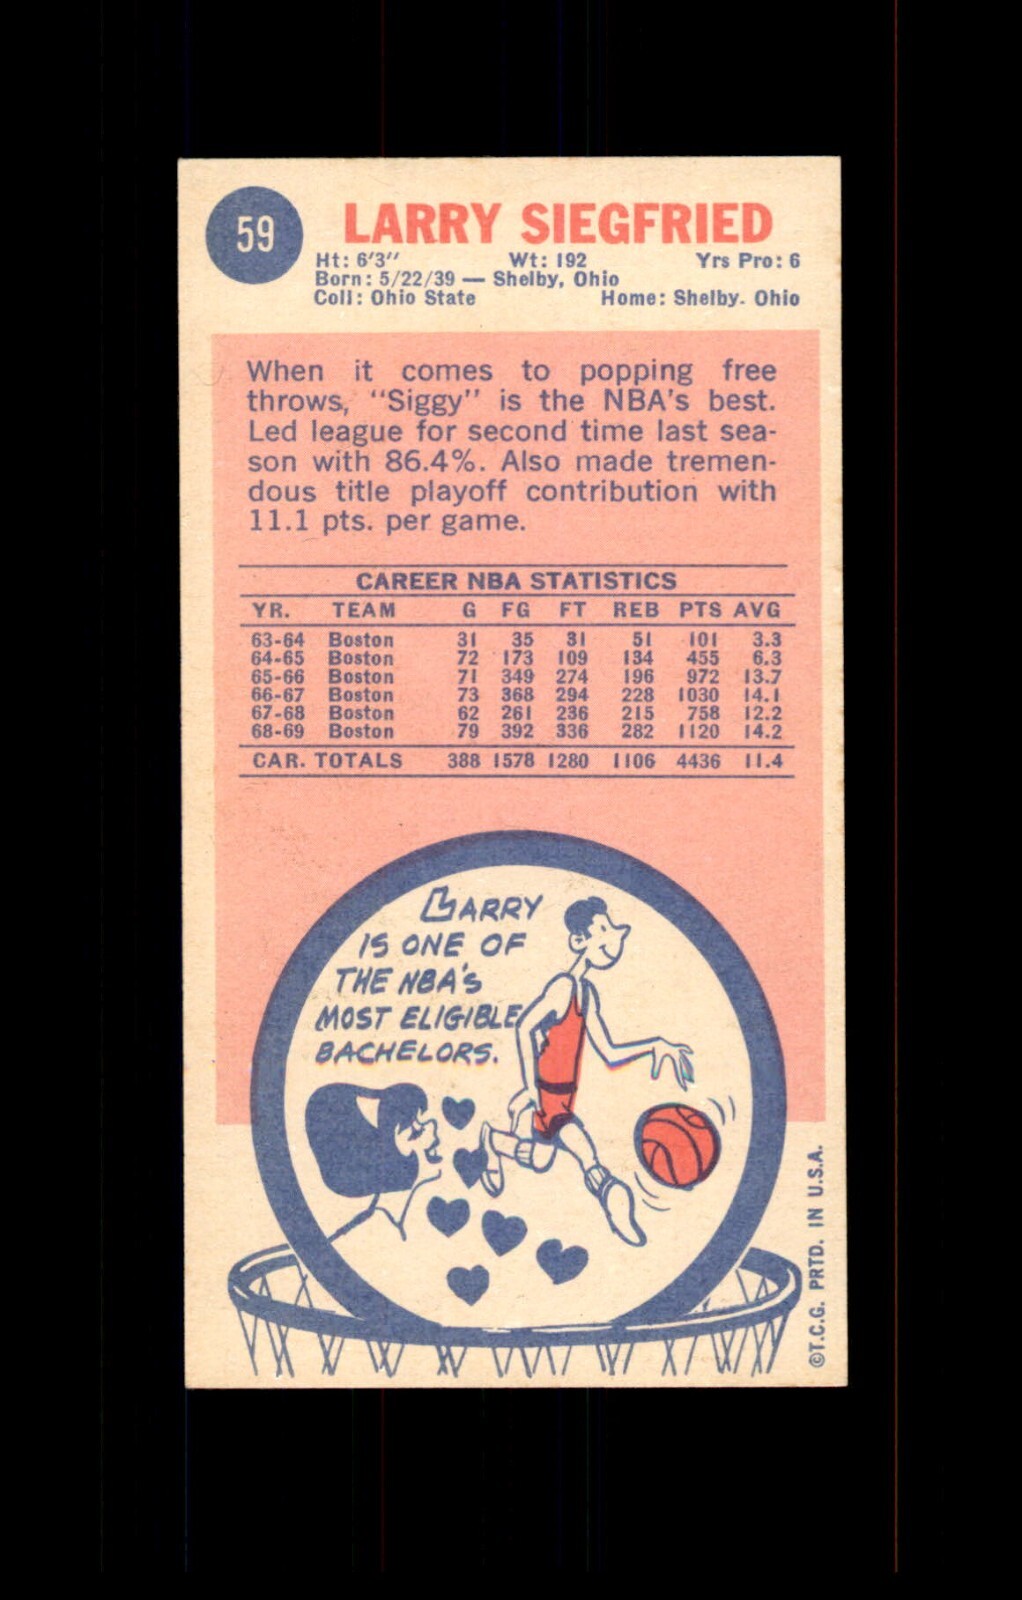 59
LARRY SIEGFRIED
Ht: 6'3" Wt: 192 Yrs Pro: 6
Born: 5/22/39 — Shelby, Ohio
Coll: Ohio State Home: Shelby. Ohio
When it comes to popping free
throws, "Siggy" is the NBA's best.
Led league for second time last sea-
son with 86.4%. Also made tremen-
dous title playoff contribution with
11.1 pts. per game.
CAREER NBA STATISTICS
YR. TEAM G FG FT REB PTS AVG
63-64 Boston 31 35 31 51 101 3.3
64-65 Boston 72 173 109 134 455 6.3
65-66 Boston 71 349 274 196 972 13.7
66-67 Boston 73 368 294 228 1030 14.1
67-68 Boston 62 261 236 215 758 12.2
68-69 Boston 79 392 336 282 1120 14.2
CAR. TOTALS 388 1578 1280 1106 4436 11.4
LARRY
IS ONE OF
THE NBA'S
MOST ELIGIBLE
BACHELORS.
©T.C.G. PRTD. IN U.S.A.